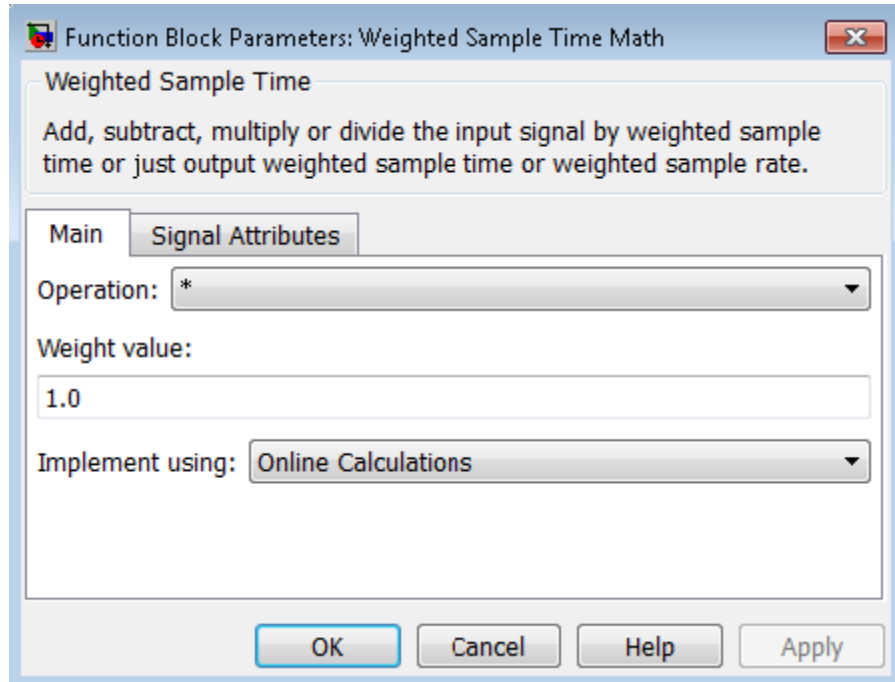 Function Block Parameters: Weighted Sample Time Math
Weighted Sample Time
Add, subtract, multiply or divide the input signal by weighted sample
time or just output weighted sample time or weighted sample rate.
Main
Signal Attributes
Operation: *
Weight value:
1.0
Implement using: Online Calculations
OK
Cancel
Help
Apply